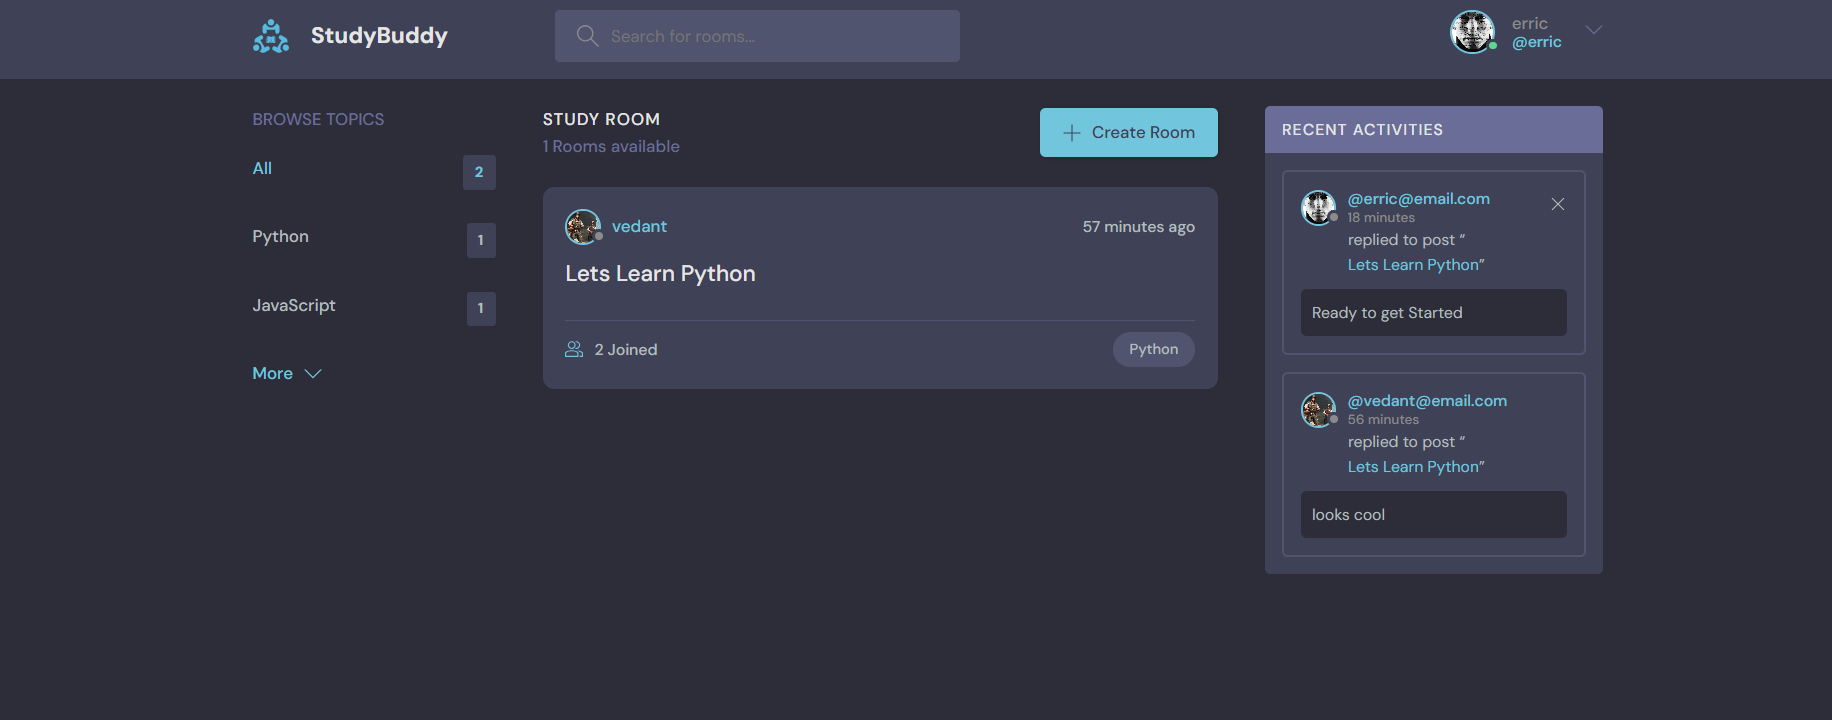 StudyBuddy
Search for rooms...
erric
@erric
BROWSE TOPICS
All
2
Python
1
JavaScript
1
More
STUDY ROOM
1 Rooms available
Create Room
vedant
57 minutes ago
Lets Learn Python
2 Joined
Python
RECENT ACTIVITIES
@erric@email.com
18 minutes
replied to post “
Lets Learn Python”
Ready to get Started
@vedant@email.com
56 minutes
replied to post “
Lets Learn Python”
looks cool